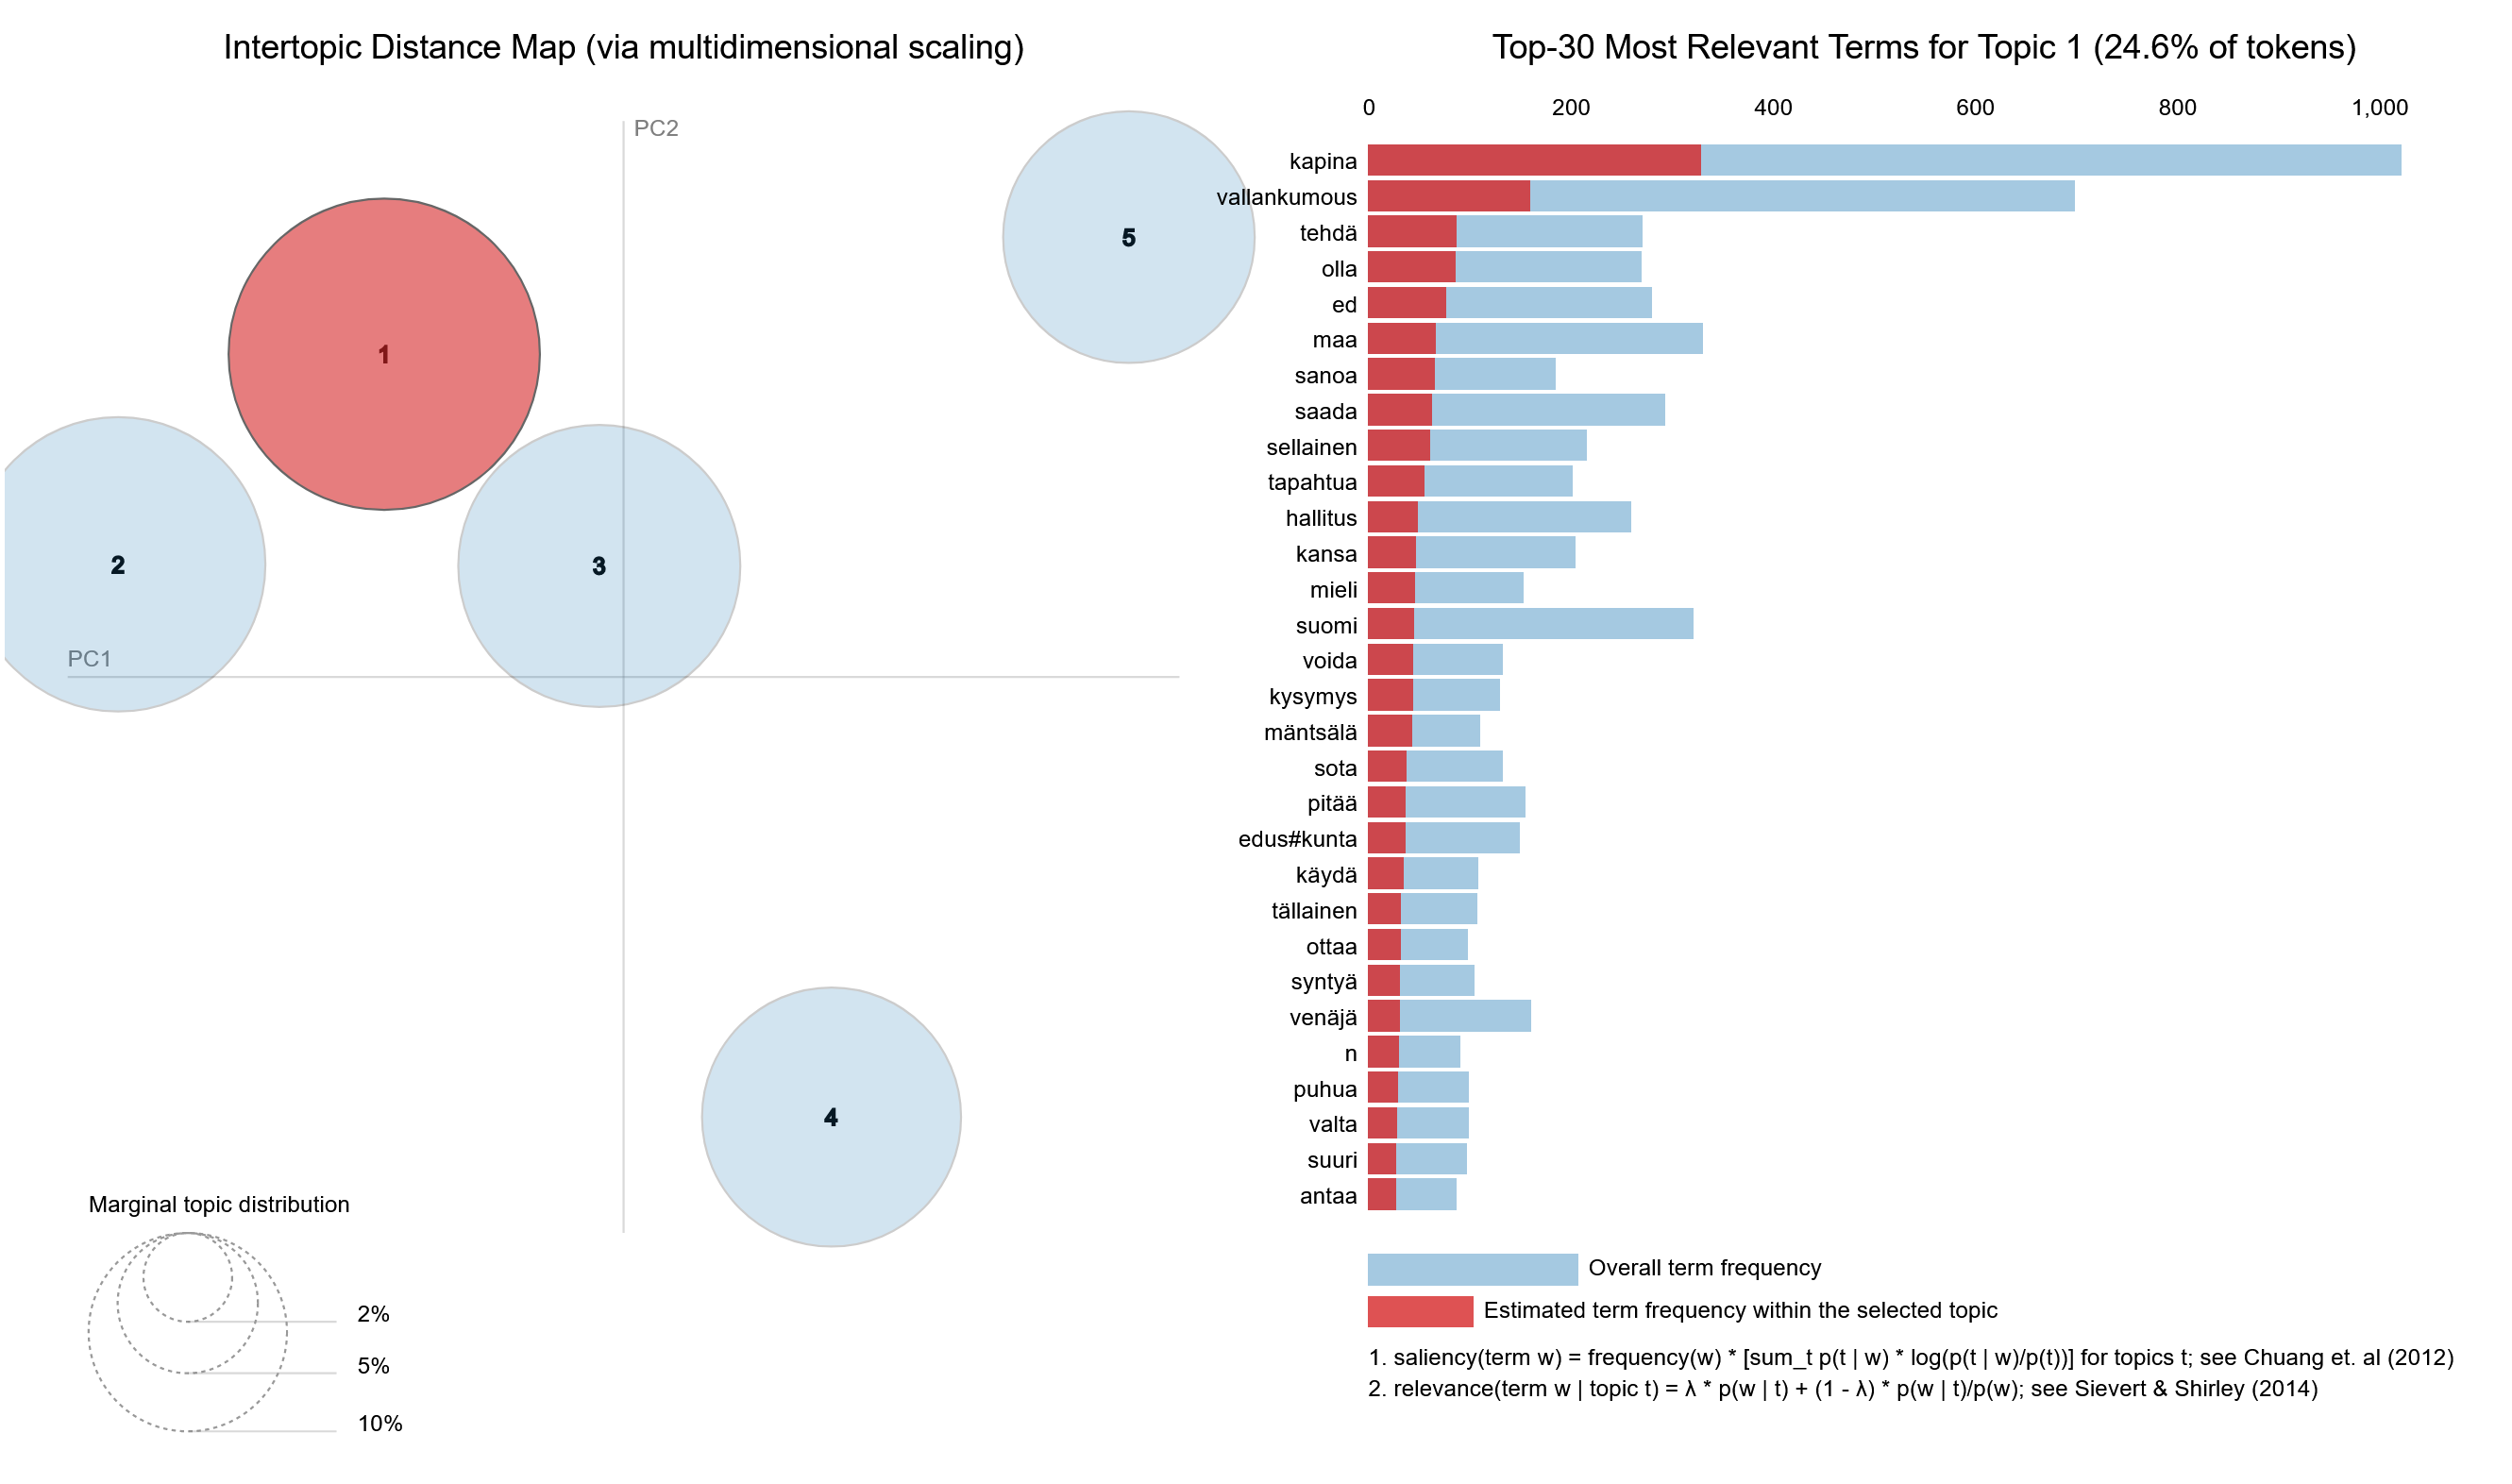 Intertopic Distance Map (via multidimensional scaling)
PC2
5
1
2
3
PC1
4
Marginal topic distribution
2%
5%
10%
Top-30 Most Relevant Terms for Topic 1 (24.6% of tokens)
0 200 400 600 800 1,000
kapina
vallankumous
tehdä
olla
ed
maa
sanoa
saada
sellainen
tapahtua
hallitus
kansa
mieli
suomi
voida
kysymys
mäntsälä
sota
pitää
edus#kunta
käydä
tällainen
ottaa
syntyä
venäjä
n
puhua
valta
suuri
antaa
Overall term frequency
Estimated term frequency within the selected topic
1. saliency(term w) = frequency(w) * [sum_t p(t | w) * log(p(t | w)/p(t))] for topics t; see Chuang et. al (2012)
2. relevance(term w | topic t) = λ * p(w | t) + (1 - λ) * p(w | t)/p(w); see Sievert & Shirley (2014)